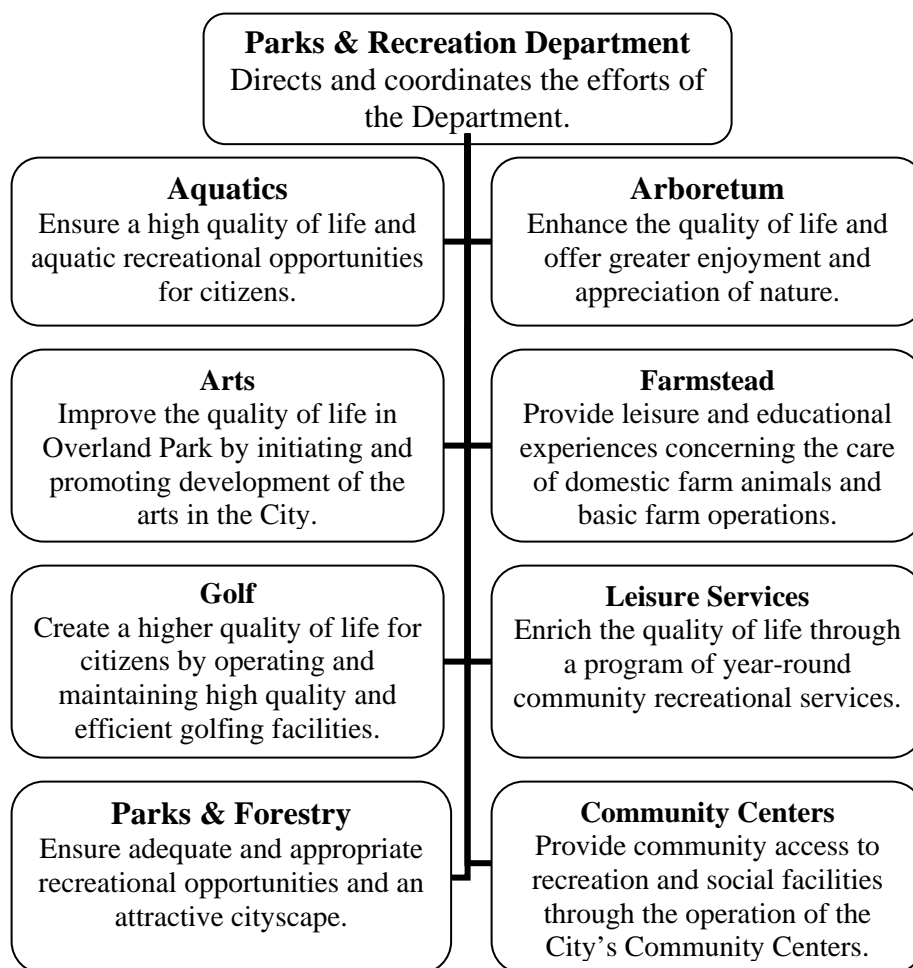 Parks & Recreation Department
Directs and coordinates the efforts of
the Department.
Aquatics
Ensure a high quality of life and
aquatic recreational opportunities
for citizens.
Arboretum
Enhance the quality of life and
offer greater enjoyment and
appreciation of nature.
Arts
Improve the quality of life in
Overland Park by initiating and
promoting development of the
arts in the City.
Farmstead
Provide leisure and educational
experiences concerning the care
of domestic farm animals and
basic farm operations.
Golf
Create a higher quality of life for
citizens by operating and
maintaining high quality and
efficient golfing facilities.
Leisure Services
Enrich the quality of life through
a program of year-round
community recreational services.
Parks & Forestry
Ensure adequate and appropriate
recreational opportunities and an
attractive cityscape.
Community Centers
Provide community access to
recreation and social facilities
through the operation of the
City’s Community Centers.